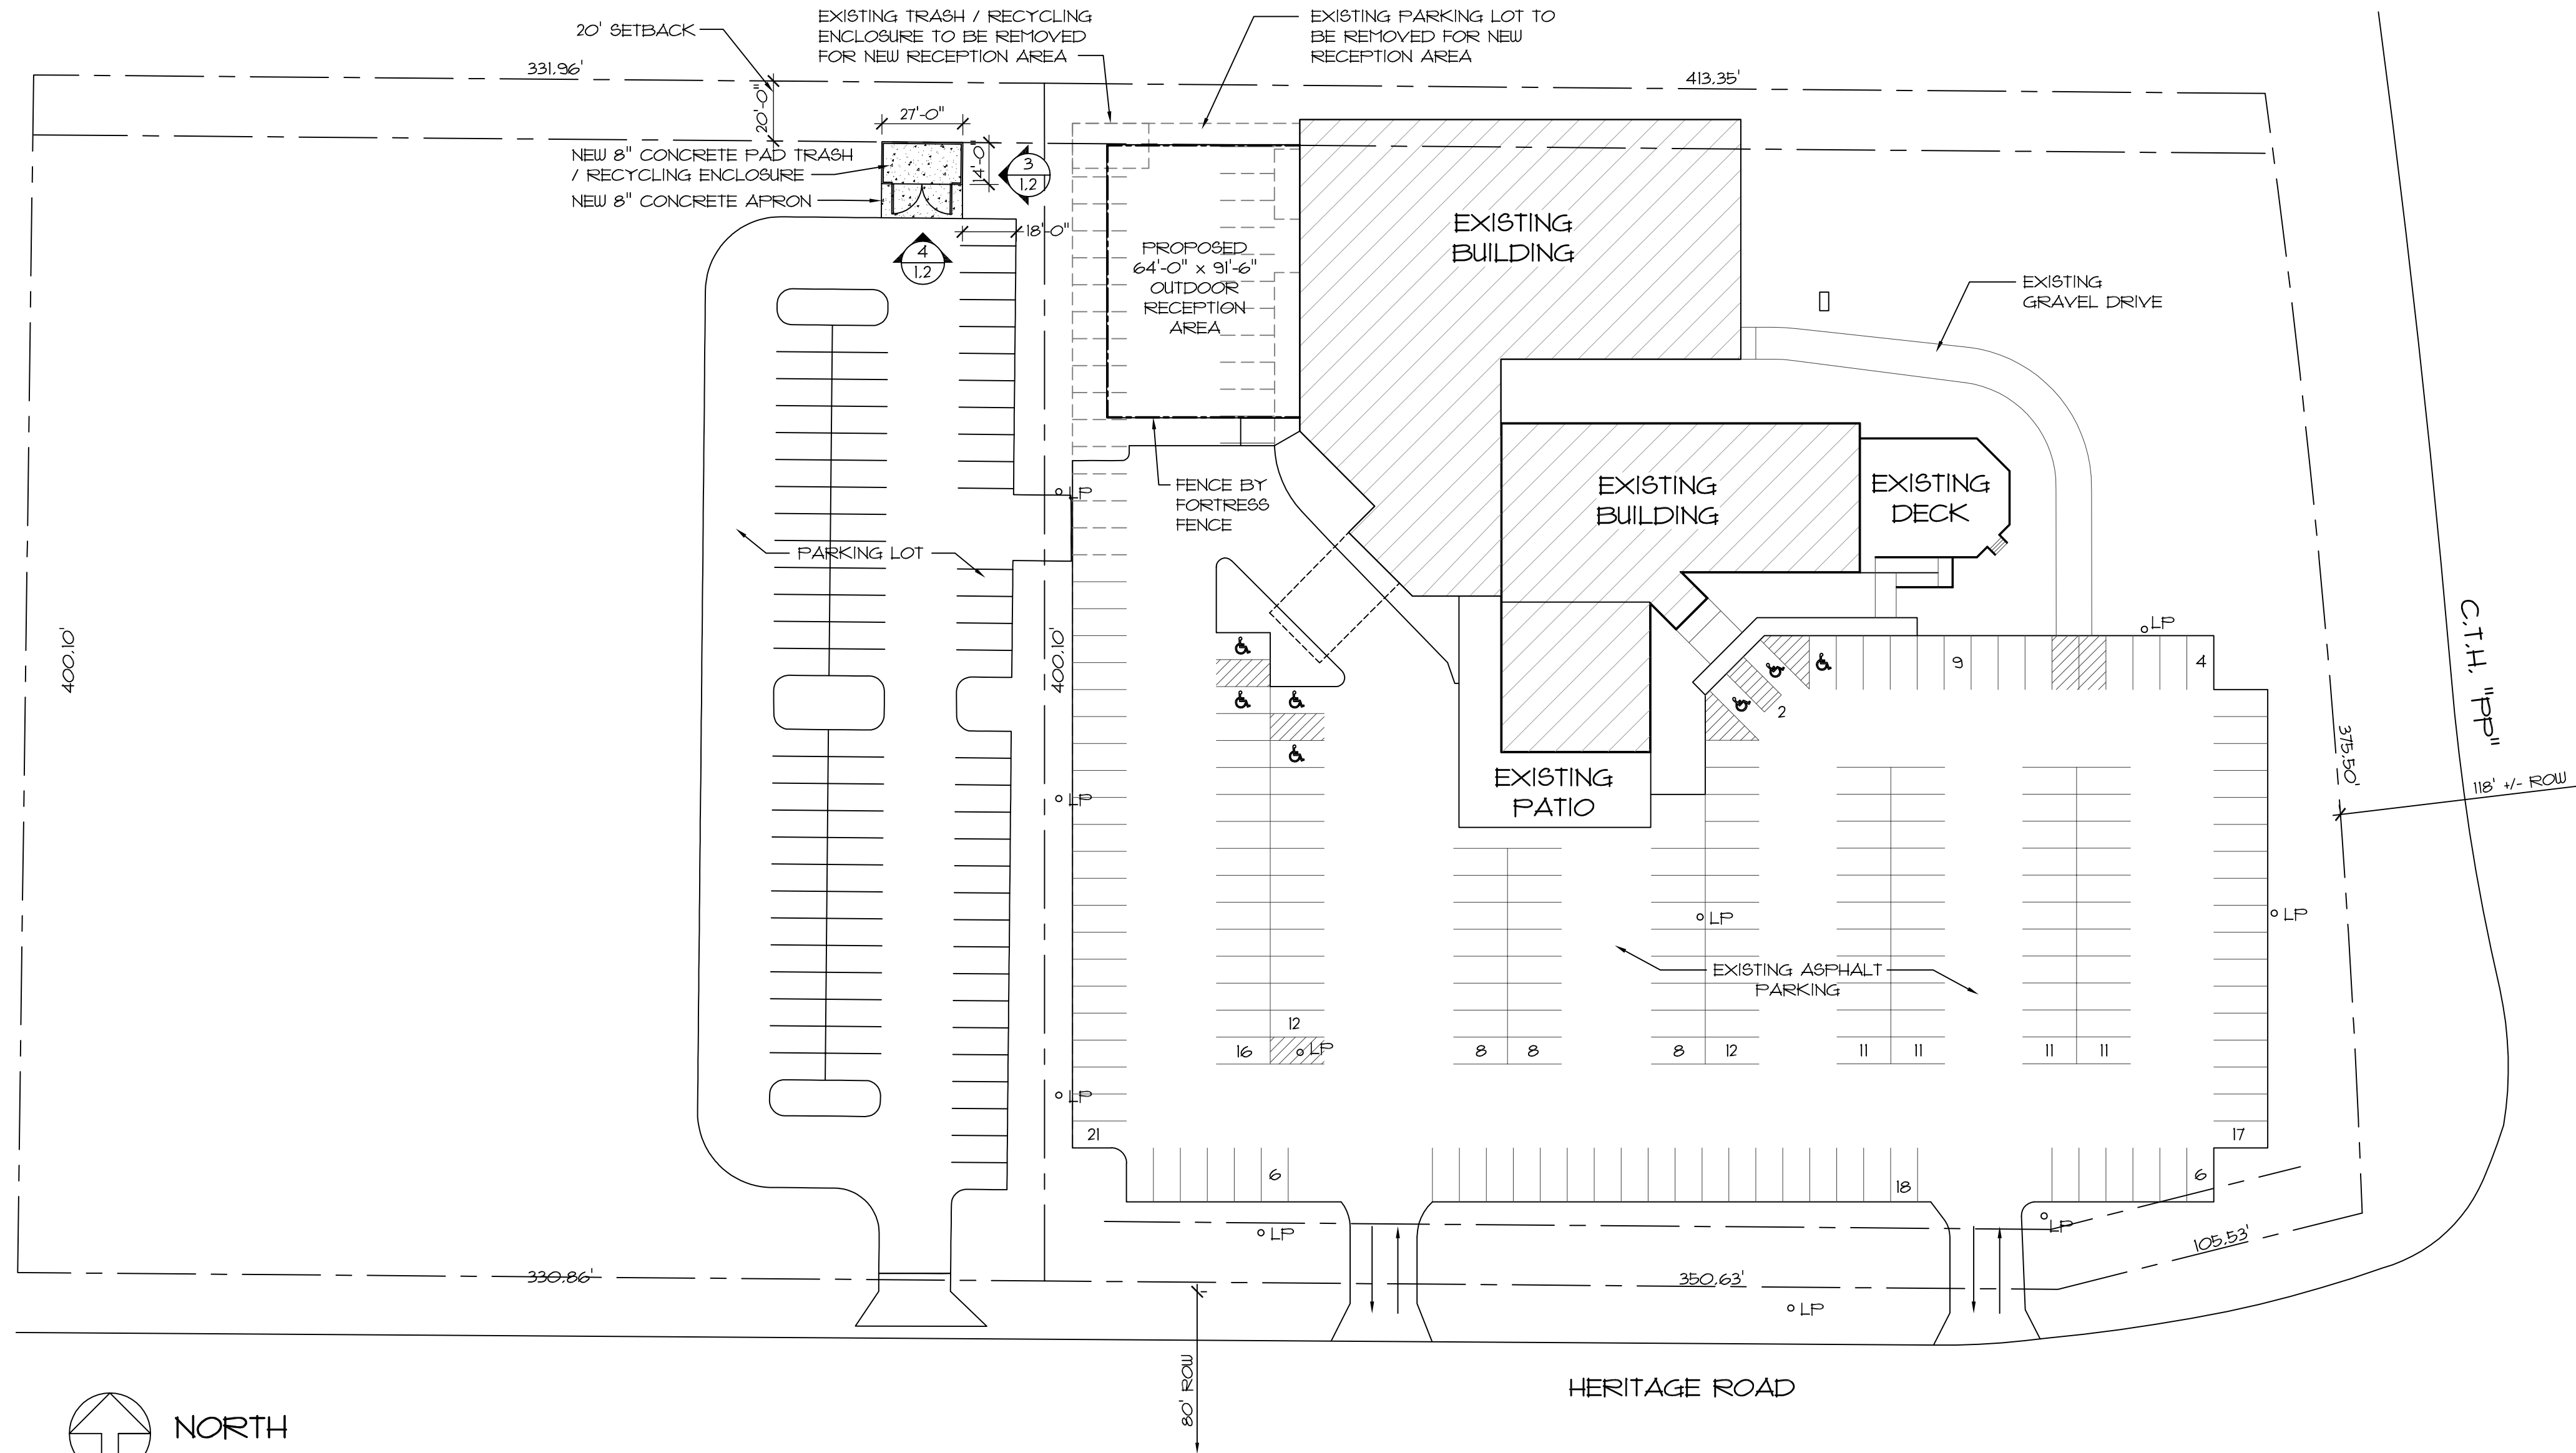 20' SETBACK
EXISTING TRASH / RECYCLING
ENCLOSURE TO BE REMOVED
FOR NEW RECEPTION AREA
EXISTING PARKING LOT TO
BE REMOVED FOR NEW
RECEPTION AREA
331.96'
413.35'
20'-0"
27'-0"
14'-0"
NEW 8" CONCRETE PAD TRASH
/ RECYCLING ENCLOSURE
NEW 8" CONCRETE APRON
3
1.2
18'-0"
4
1.2
PROPOSED
64'-0" x 91'-6"
OUTDOOR
RECEPTION
AREA
EXISTING
BUILDING
EXISTING
GRAVEL DRIVE
FENCE BY
FORTRESS
FENCE
EXISTING
BUILDING
EXISTING
DECK
LP
PARKING LOT
400.10'
400.10'
LP
9
4
2
C.T.H. "PP"
375.50'
118' +/- ROW
EXISTING
PATIO
LP
LP
LP
EXISTING ASPHALT
PARKING
12
16
LP
8
8
8
12
11
11
11
11
LP
21
17
6
18
6
LP
LP
105.53'
330.86'
350.63'
LP
80' ROW
HERITAGE ROAD
NORTH